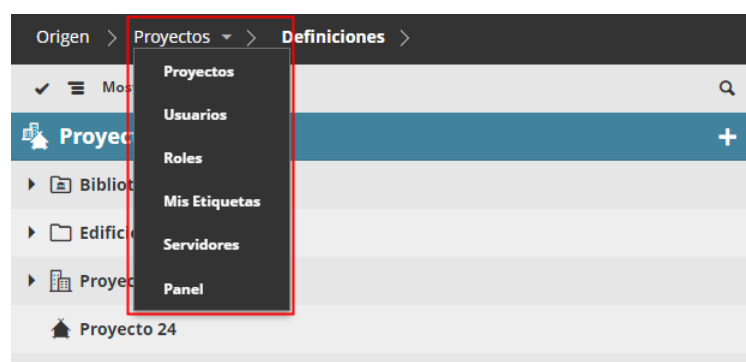 Origen > Proyectos > Definiciones >
Proyectos
Usuarios
Roles
Mis Etiquetas
Servidores
Panel
Proyecto 24